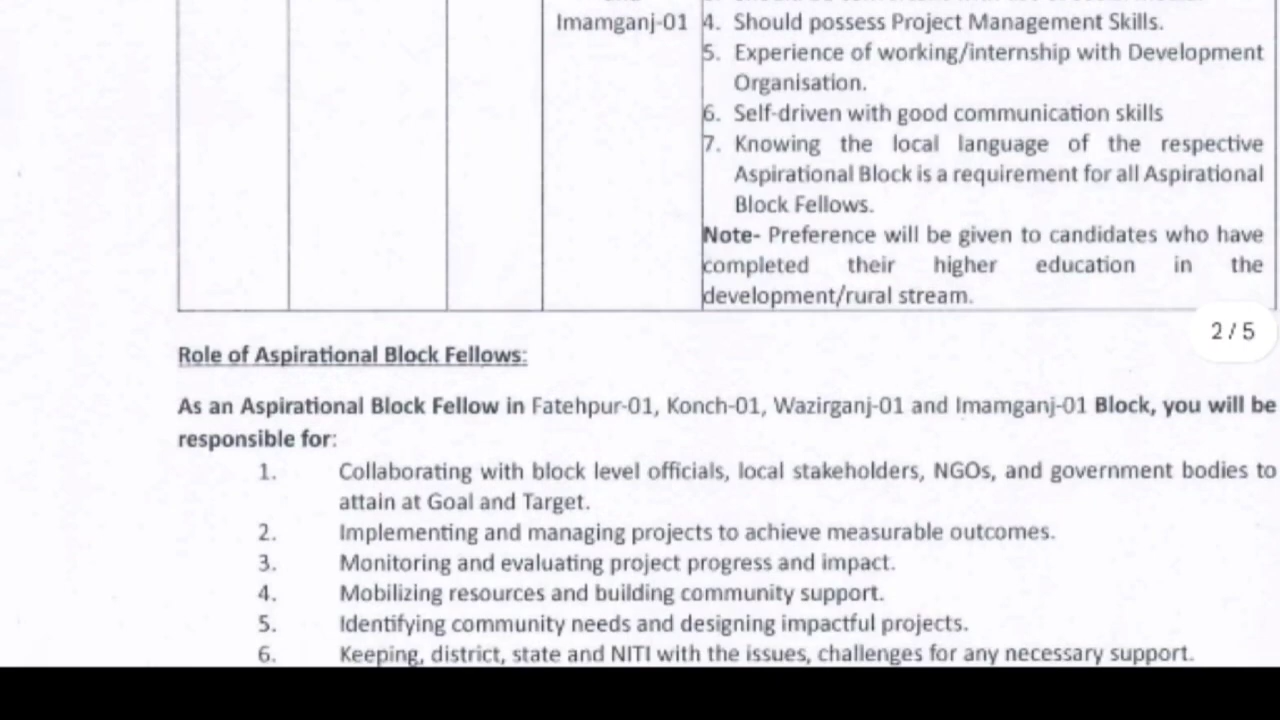 Imamganj-01 4. Should possess Project Management Skills.
5. Experience of working/internship with Development
Organisation.
6. Self-driven with good communication skills
7. Knowing the local language of the respective
Aspirational Block is a requirement for all Aspirational
Block Fellows.
Note- Preference will be given to candidates who have
completed their higher education in the
development/rural stream.
2 / 5
Role of Aspirational Block Fellows:
As an Aspirational Block Fellow in Fatehpur-01, Konch-01, Wazirganj-01 and Imamganj-01 Block, you will be
responsible for:
1. Collaborating with block level officials, local stakeholders, NGOs, and government bodies to
attain at Goal and Target.
2. Implementing and managing projects to achieve measurable outcomes.
3. Monitoring and evaluating project progress and impact.
4. Mobilizing resources and building community support.
5. Identifying community needs and designing impactful projects.
6. Keeping, district, state and NITI with the issues, challenges for any necessary support.